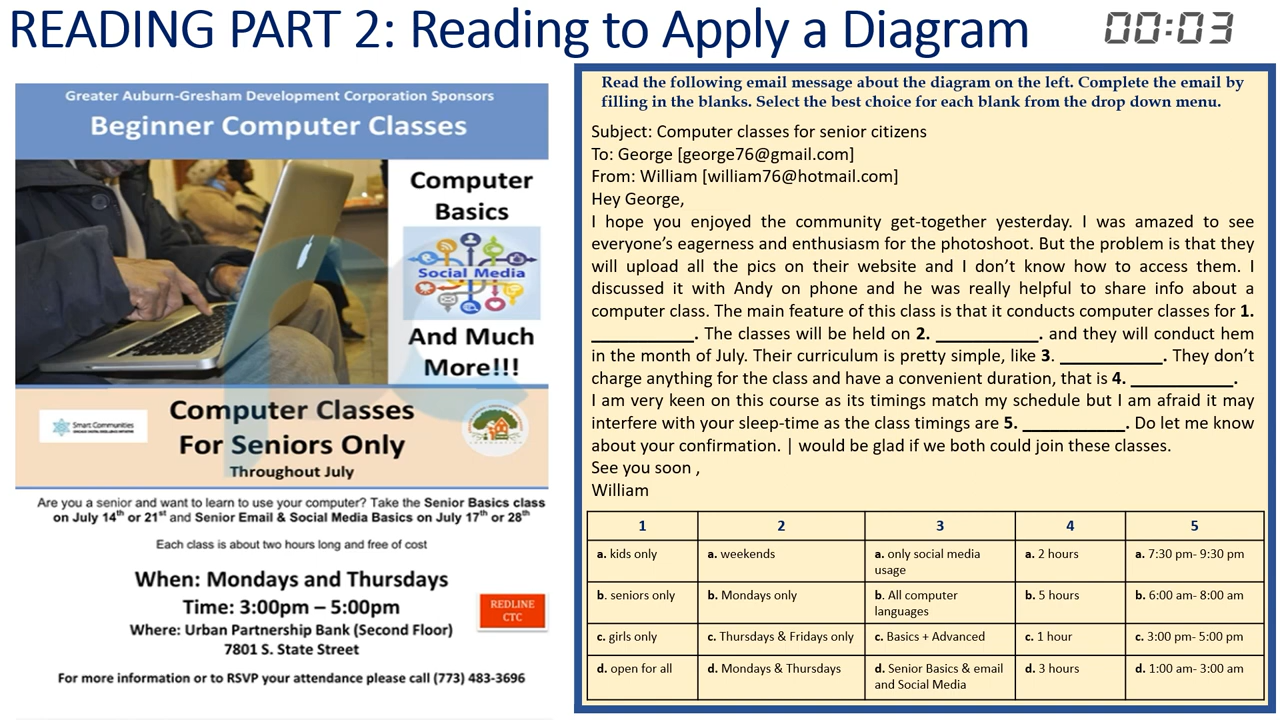 READING PART 2: Reading to Apply a Diagram
00:03
Greater Auburn-Gresham Development Corporation Sponsors
Beginner Computer Classes
Computer
Basics
Social Media
And Much
More!!!
Smart Communities
Computer Classes
For Seniors Only
Throughout July
Are you a senior and want to learn to use your computer? Take the Senior Basics class
on July 14th or 21st and Senior Email & Social Media Basics on July 17th or 28th
Each class is about two hours long and free of cost
When: Mondays and Thursdays
Time: 3:00pm – 5:00pm
Where: Urban Partnership Bank (Second Floor)
7801 S. State Street
REDLINE
CTC
For more information or to RSVP your attendance please call (773) 483-3696
Read the following email message about the diagram on the left. Complete the email by
filling in the blanks. Select the best choice for each blank from the drop down menu.
Subject: Computer classes for senior citizens
To: George [george76@gmail.com]
From: William [william76@hotmail.com]
Hey George,
I hope you enjoyed the community get-together yesterday. I was amazed to see
everyone's eagerness and enthusiasm for the photoshoot. But the problem is that they
will upload all the pics on their website and I don't know how to access them. I
discussed it with Andy on phone and he was really helpful to share info about a
computer class. The main feature of this class is that it conducts computer classes for 1.
___________. The classes will be held on 2. ___________. and they will conduct hem
in the month of July. Their curriculum is pretty simple, like 3. ___________. They don't
charge anything for the class and have a convenient duration, that is 4. ___________.
I am very keen on this course as its timings match my schedule but I am afraid it may
interfere with your sleep-time as the class timings are 5. ___________. Do let me know
about your confirmation. | would be glad if we both could join these classes.
See you soon ,
William
1 2 3 4 5
a. kids only a. weekends a. only social media usage a. 2 hours a. 7:30 pm- 9:30 pm
b. seniors only b. Mondays only b. All computer languages b. 5 hours b. 6:00 am- 8:00 am
c. girls only c. Thursdays & Fridays only c. Basics + Advanced c. 1 hour c. 3:00 pm- 5:00 pm
d. open for all d. Mondays & Thursdays d. Senior Basics & email and Social Media d. 3 hours d. 1:00 am- 3:00 am